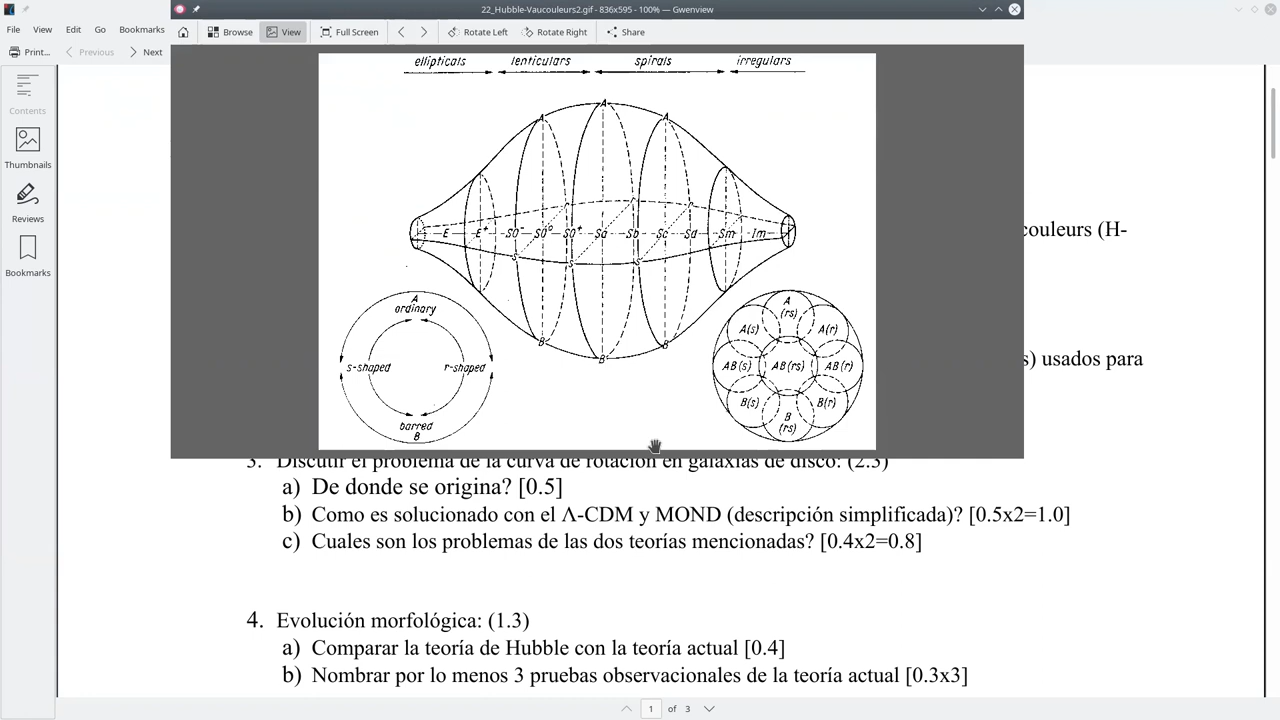 22_Hubble-Vaucouleurs2.gif - 836x595 - 100% — Gwenview
File View Edit Go Bookmarks
Browse View Full Screen Rotate Left Rotate Right Share
Print... Previous Next
Contents
Thumbnails
Reviews
Bookmark
ellipticals lenticulars spirals irregulars
A A A
E E+ S0- S0° S0+ Sa Sb Sc Sd Sm Im
A A A
S S S
B B B
A
ordinary
s-shaped r-shaped
barred
B
A
(rs)
A(s) A(r)
AB(s) AB(rs) AB(r)
B(s) B(r)
B
(rs)
couleurs (H-
s) usados para
3. Discutir el problema de la curva de rotación en galaxias de disco: (2.3)
a) De donde se origina? [0.5]
b) Como es solucionado con el Λ-CDM y MOND (descripción simplificada)? [0.5x2=1.0]
c) Cuales son los problemas de las dos teorías mencionadas? [0.4x2=0.8]
4. Evolución morfológica: (1.3)
a) Comparar la teoría de Hubble con la teoría actual [0.4]
b) Nombrar por lo menos 3 pruebas observacionales de la teoría actual [0.3x3]
1 of 3